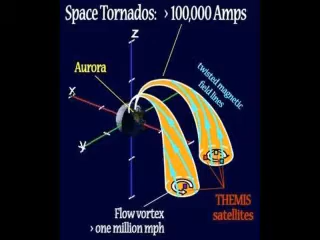 Space Tornados: > 100,000 Amps
Z
Aurora
twisted magnetic
field lines
X
Y
THEMIS
satellites
Flow vortex
> one million mph